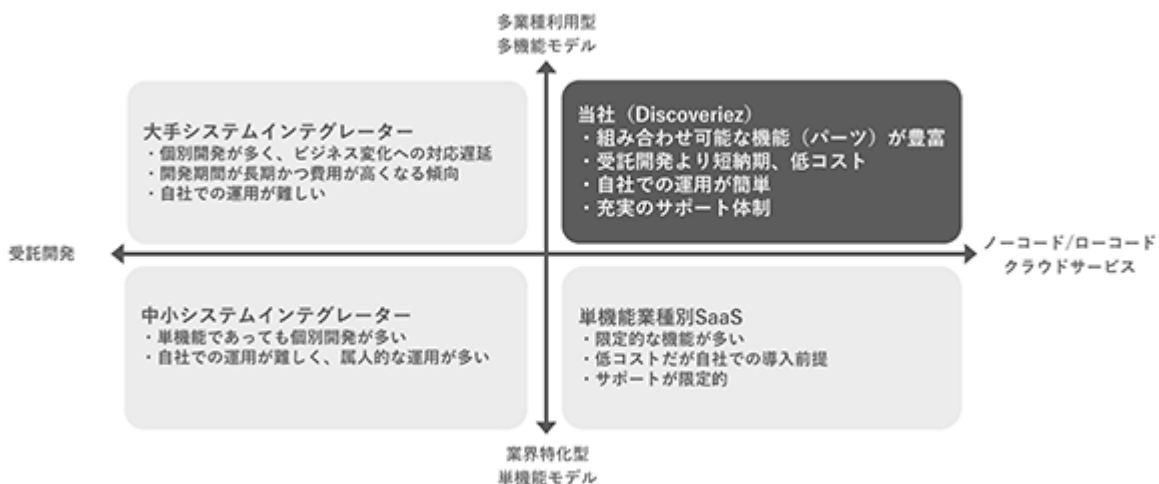 多業種利用型
多機能モデル
大手システムインテグレーター
・個別開発が多く、ビジネス変化への対応遅延
・開発期間が長期かつ費用が高くなる傾向
・自社での運用が難しい
当社（Discoveriez）
・組み合わせ可能な機能（パーツ）が豊富
・受託開発より短納期、低コスト
・自社での運用が簡単
・充実のサポート体制
受託開発
ノーコード/ローコード
クラウドサービス
中小システムインテグレーター
・単機能であっても個別開発が多い
・自社での運用が難しく、属人的な運用が多い
単機能業種別SaaS
・限定的な機能が多い
・低コストだが自社での導入前提
・サポートが限定的
業界特化型
単機能モデル